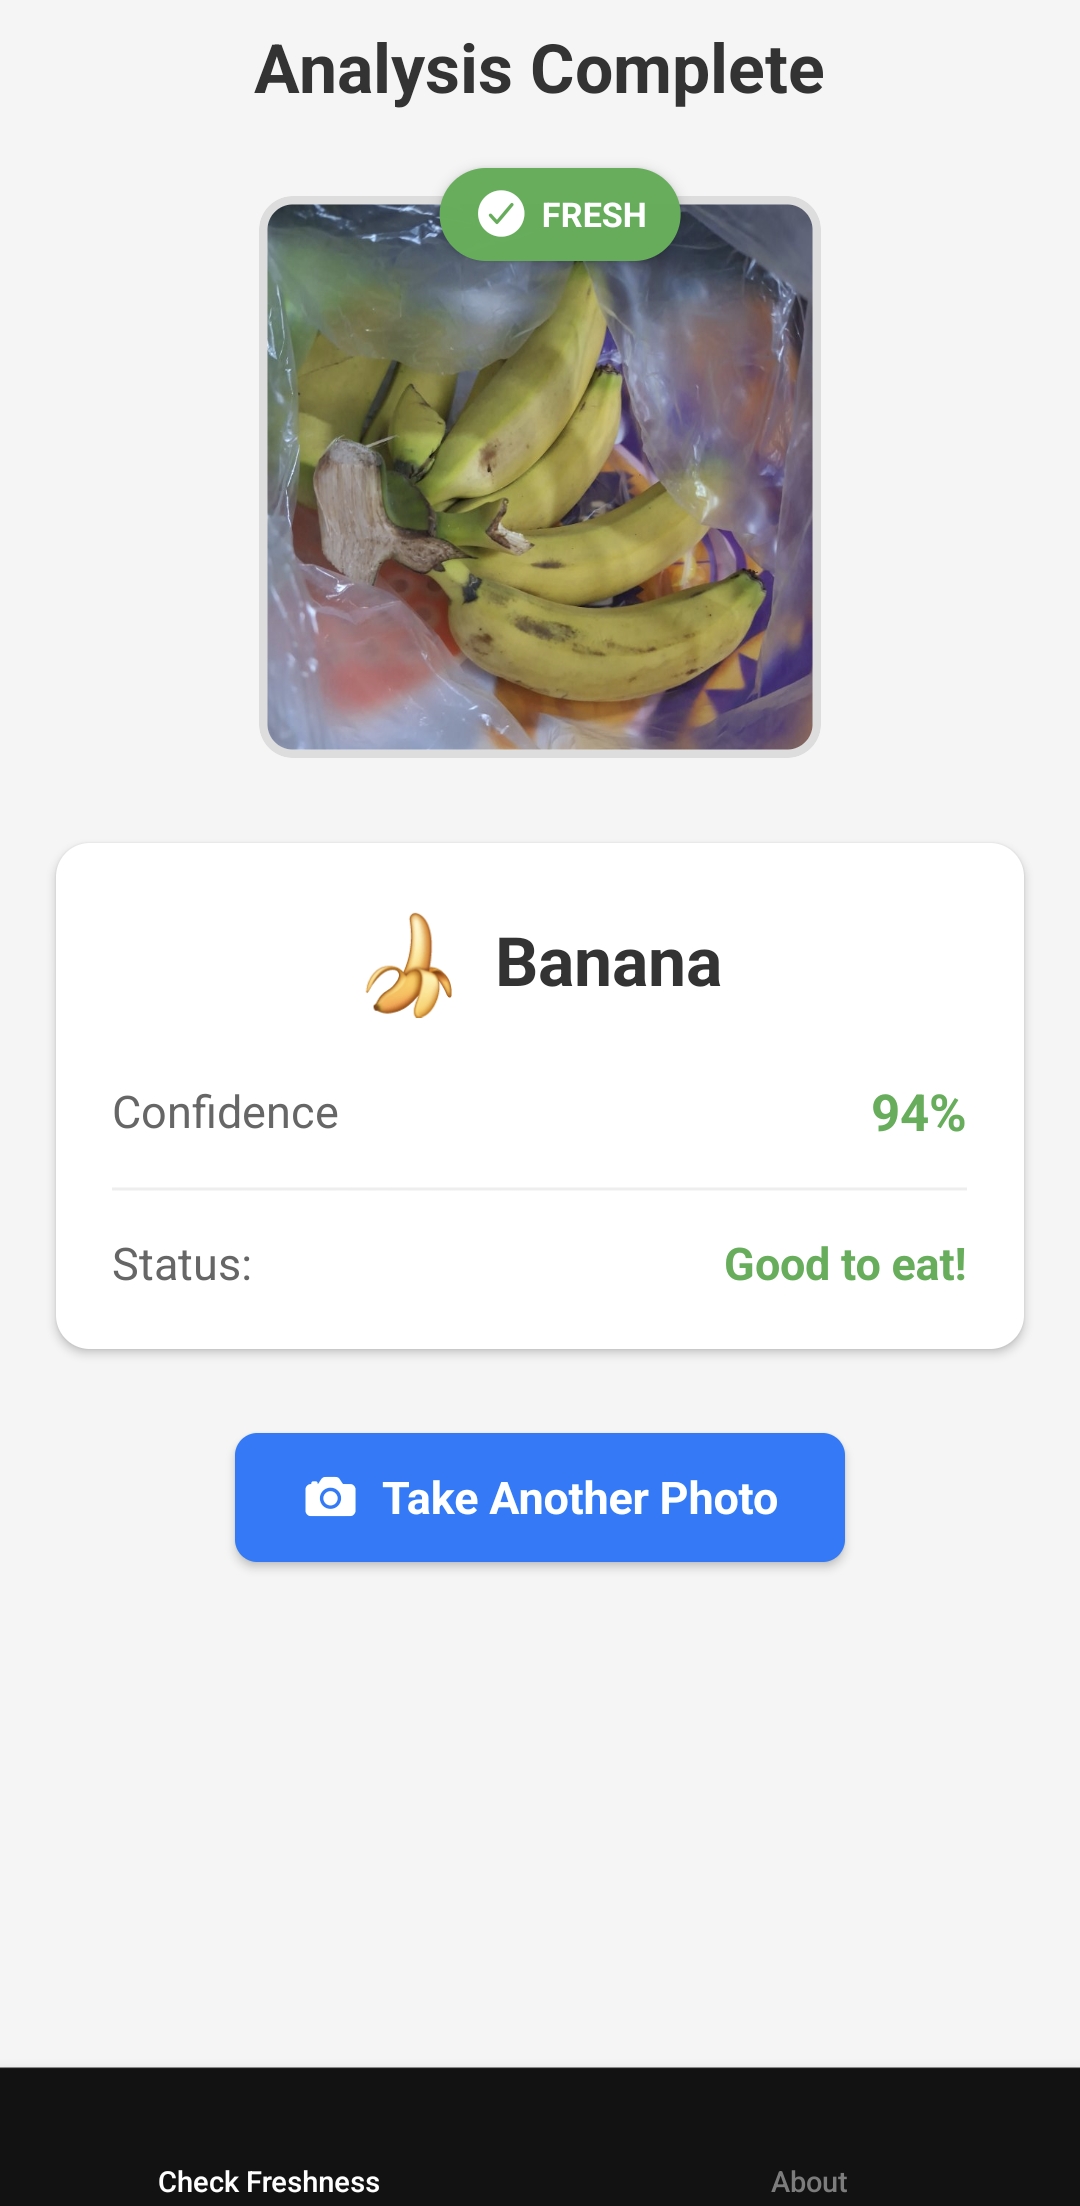 Analysis Complete
FRESH
Banana
Confidence 94%
Status: Good to eat!
Take Another Photo
Check Freshness About